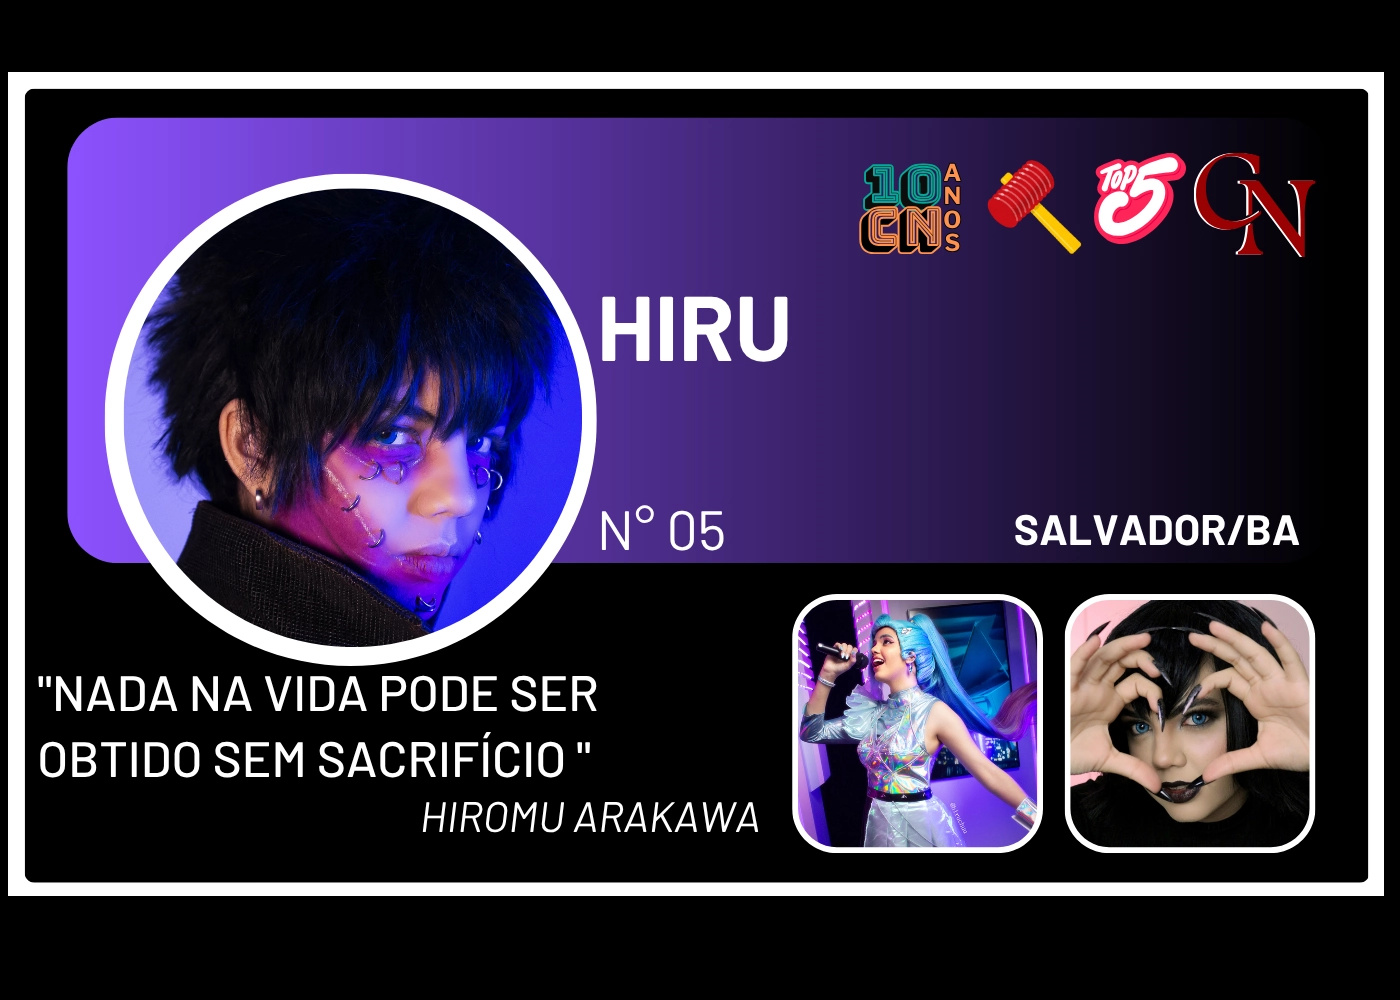 10
CN
ANOS
TOP
5
CN
HIRU
N° 05
SALVADOR/BA
"NADA NA VIDA PODE SER
OBTIDO SEM SACRIFÍCIO "
HIROMU ARAKAWA